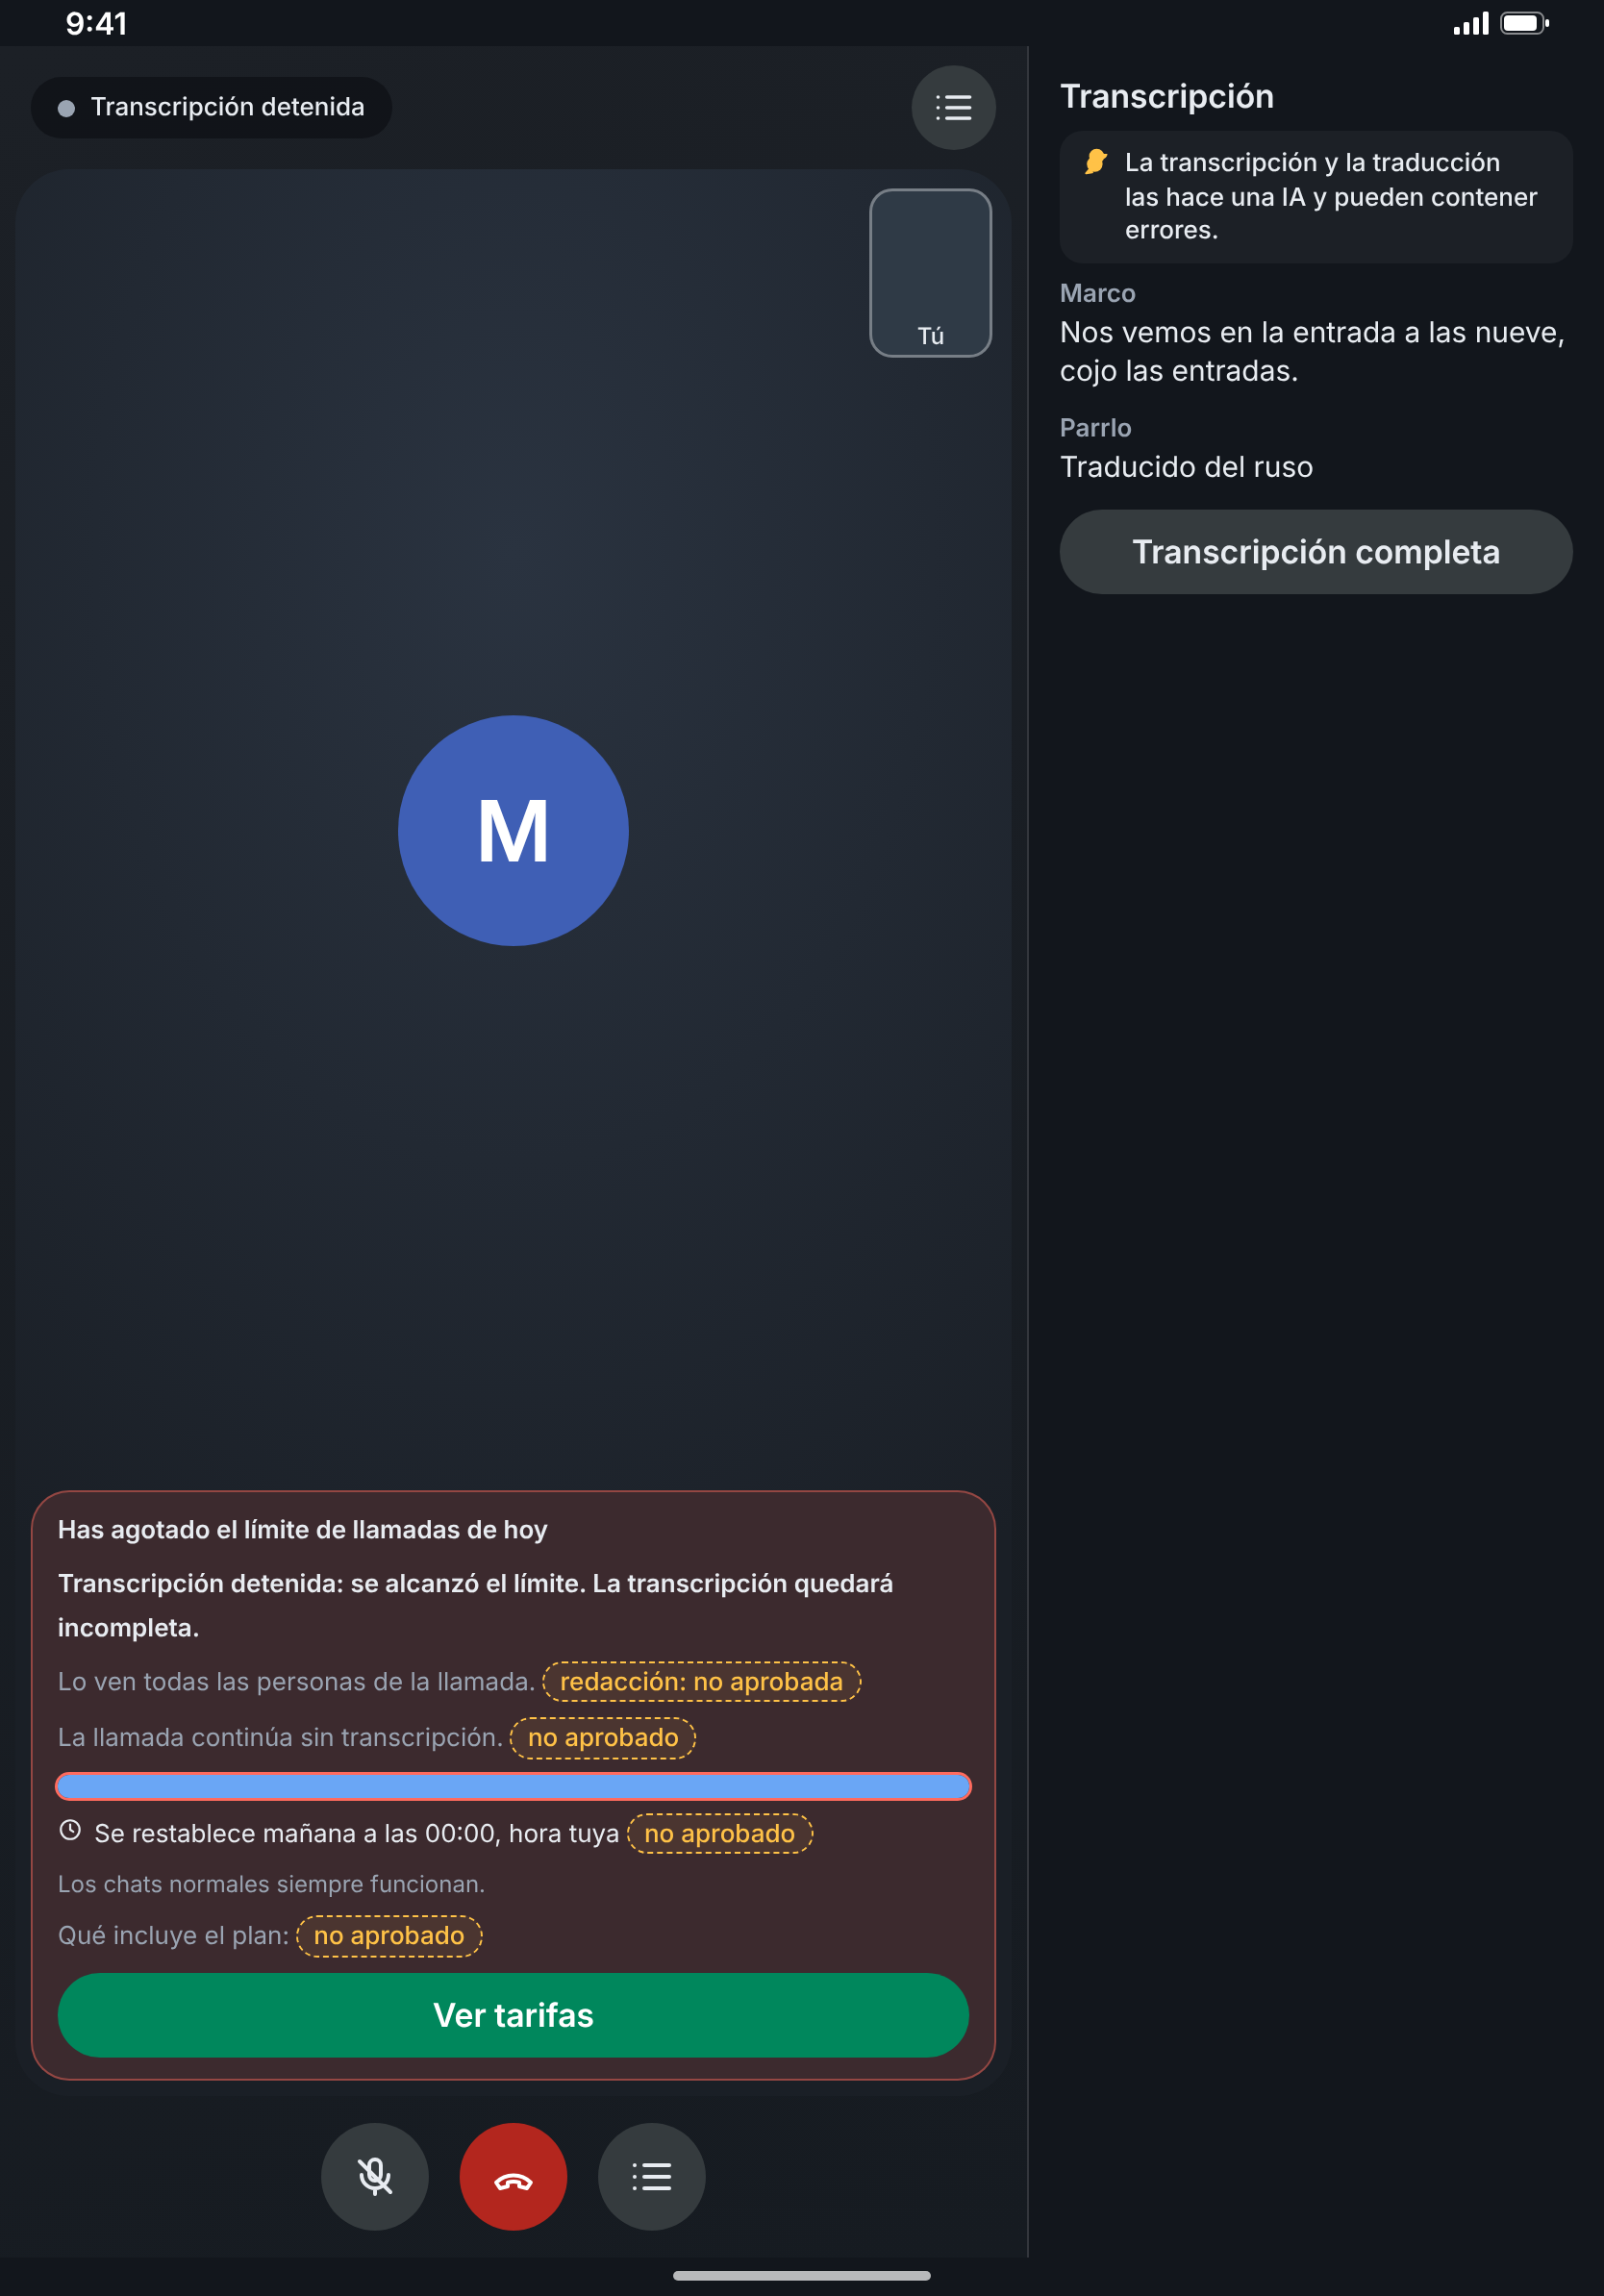 9:41
Transcripción detenida
Tú
M
Has agotado el límite de llamadas de hoy
Transcripción detenida: se alcanzó el límite. La transcripción quedará
incompleta.
Lo ven todas las personas de la llamada. redacción: no aprobada
La llamada continúa sin transcripción. no aprobado
Se restablece mañana a las 00:00, hora tuya no aprobado
Los chats normales siempre funcionan.
Qué incluye el plan: no aprobado
Ver tarifas
Transcripción
La transcripción y la traducción
las hace una IA y pueden contener
errores.
Marco
Nos vemos en la entrada a las nueve,
cojo las entradas.
Parrlo
Traducido del ruso
Transcripción completa